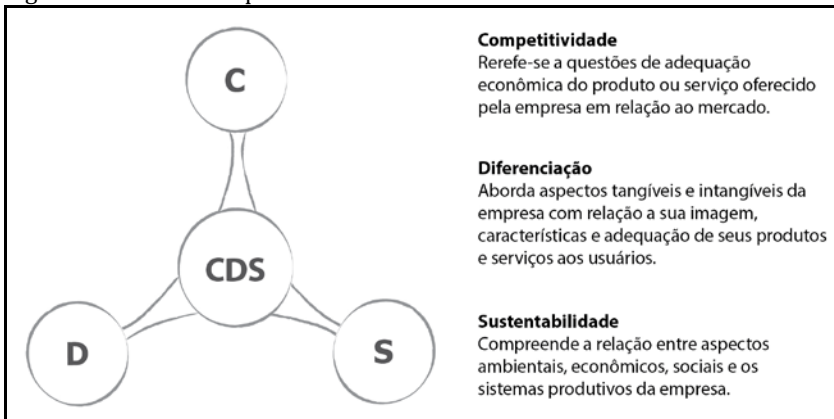 C
CDS
D
S
Competitividade
Rerefe-se a questões de adequação
econômica do produto ou serviço oferecido
pela empresa em relação ao mercado.
Diferenciação
Aborda aspectos tangíveis e intangíveis da
empresa com relação a sua imagem,
características e adequação de seus produtos
e serviços aos usuários.
Sustentabilidade
Compreende a relação entre aspectos
ambientais, econômicos, sociais e os
sistemas produtivos da empresa.